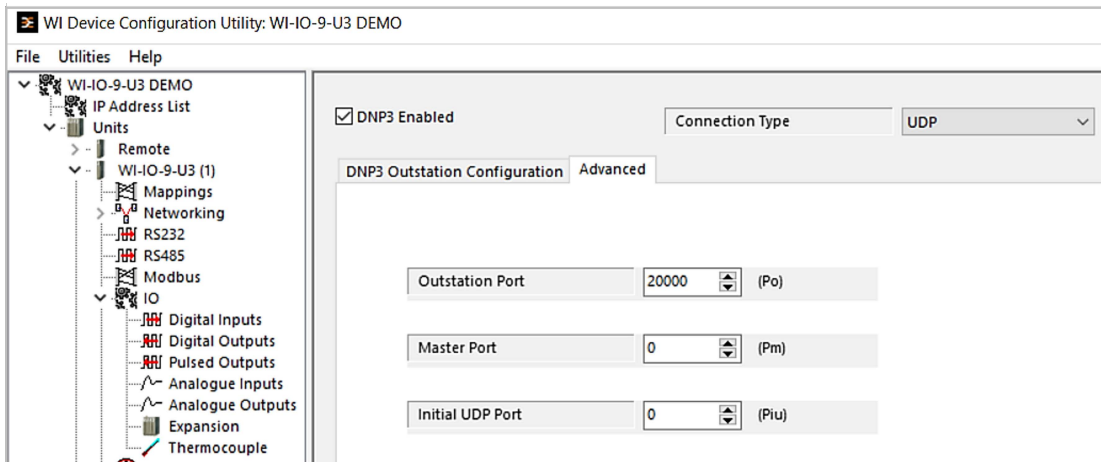 WI Device Configuration Utility: WI-IO-9-U3 DEMO
File Utilities Help
WI-IO-9-U3 DEMO
IP Address List
Units
Remote
WI-IO-9-U3 (1)
Mappings
Networking
RS232
RS485
Modbus
IO
Digital Inputs
Digital Outputs
Pulsed Outputs
Analogue Inputs
Analogue Outputs
Expansion
Thermocouple
DNP3 Enabled
Connection Type UDP
DNP3 Outstation Configuration Advanced
Outstation Port 20000 (Po)
Master Port 0 (Pm)
Initial UDP Port 0 (Piu)